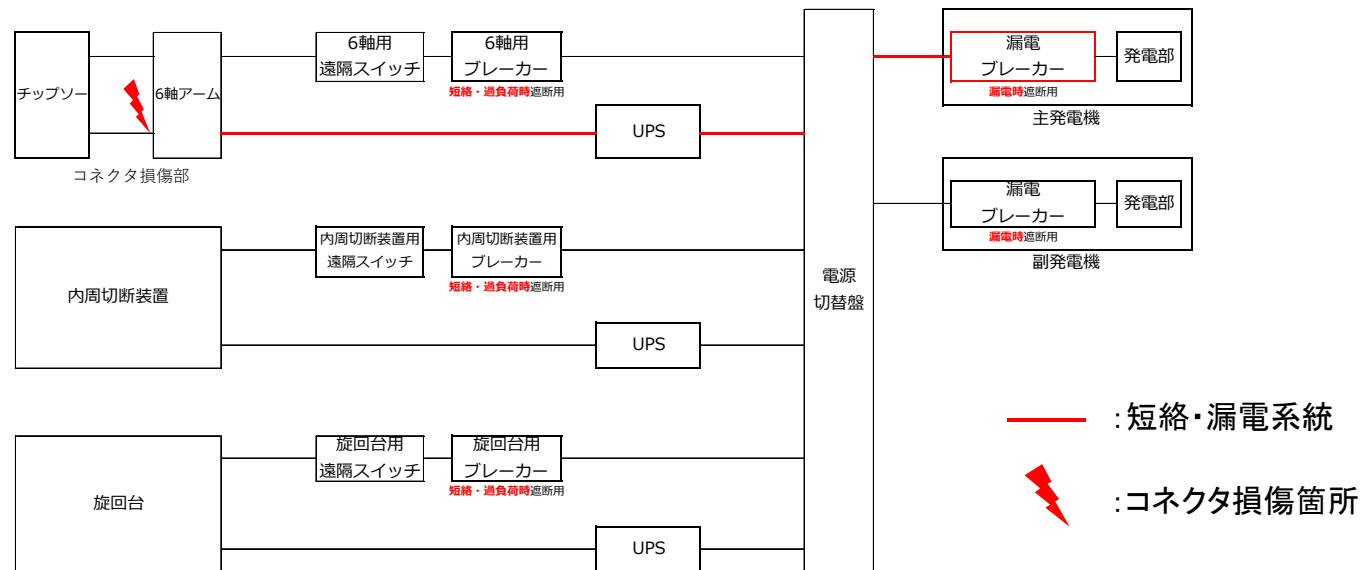 チップソー
6軸アーム
コネクタ損傷部
6軸用
遠隔スイッチ
6軸用
ブレーカー
短絡・過負荷時遮断用
UPS
内周切断装置
内周切断装置用
遠隔スイッチ
内周切断装置用
ブレーカー
短絡・過負荷時遮断用
UPS
旋回台
旋回台用
遠隔スイッチ
旋回台用
ブレーカー
短絡・過負荷時遮断用
UPS
電源
切替盤
漏電
ブレーカー
漏電時遮断用
発電部
主発電機
漏電
ブレーカー
漏電時遮断用
発電部
副発電機
:短絡・漏電系統
:コネクタ損傷箇所